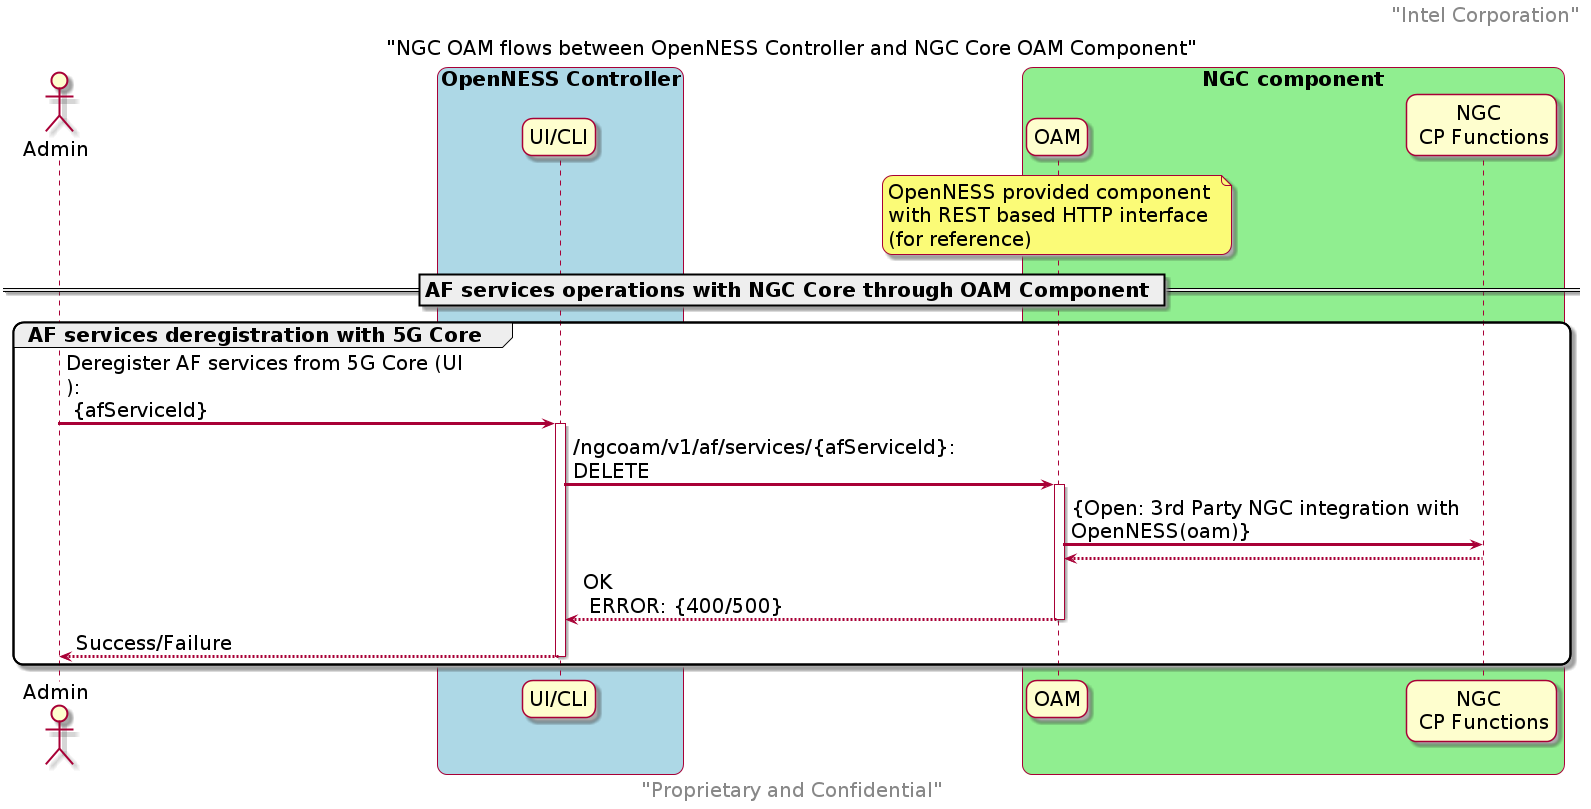 "Intel Corporation"
"NGC OAM flows between OpenNESS Controller and NGC Core OAM Component"
OpenNESS Controller
NGC component
Admin
UI/CLI
OAM
NGC
CP Functions
OpenNESS provided component
with REST based HTTP interface
(for reference)
AF services operations with NGC Core through OAM Component
AF services deregistration with 5G Core
Deregister AF services from 5G Core (UI
):
{afServiceId}
/ngcoam/v1/af/services/{afServiceId}:
DELETE
{Open: 3rd Party NGC integration with
OpenNESS(oam)}
OK
ERROR: {400/500}
Success/Failure
Admin
UI/CLI
OAM
NGC
CP Functions
"Proprietary and Confidential"